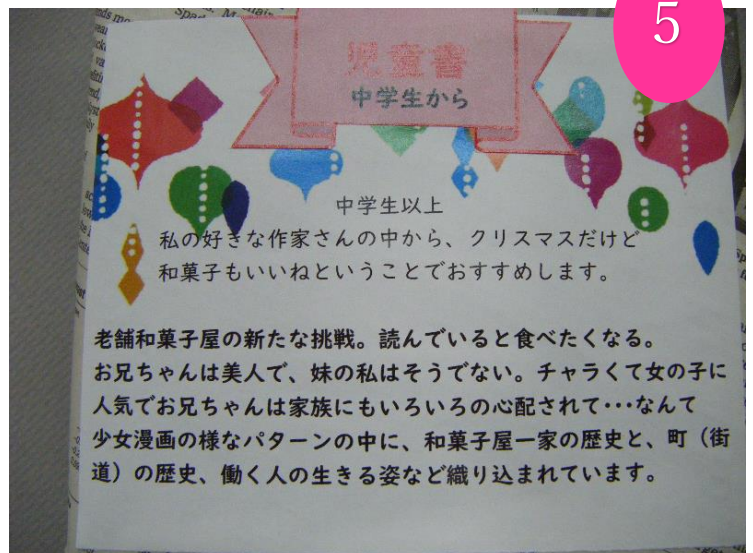 5
児童書
中学生から
中学生以上
私の好きな作家さんの中から、クリスマスだけど
和菓子もいいねということでおすすめします。
老舗和菓子屋の新たな挑戦。読んでいると食べたくなる。
お兄ちゃんは美人で、妹の私はそうでない。チャラくて女の子に
人気でお兄ちゃんは家族にもいろいろの心配されて・・・なんて
少女漫画の様なパターンの中に、和菓子屋一家の歴史と、町（街
道）の歴史、働く人の生きる姿など織り込まれています。